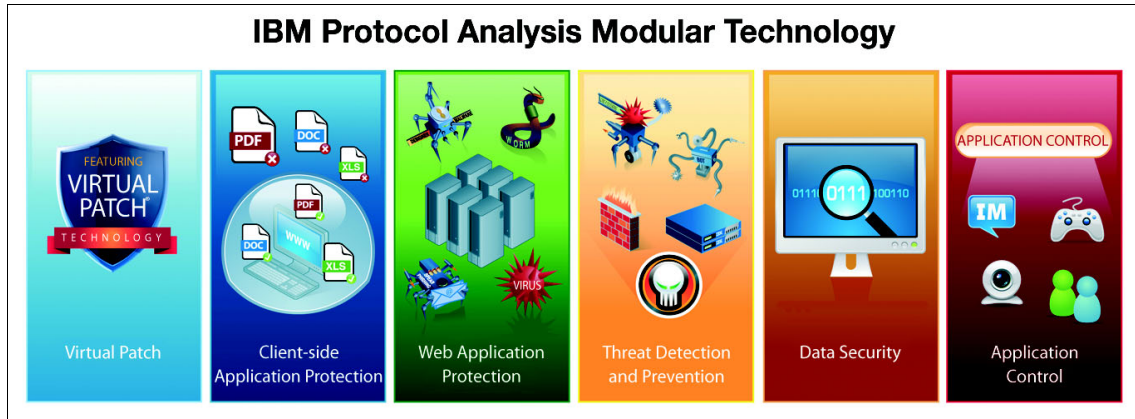 IBM Protocol Analysis Modular Technology
FEATURING
VIRTUAL
PATCH®
TECHNOLOGY
Virtual Patch
PDF
DOC
XLS
PDF
DOC
WWW
XLS
Client-side
Application Protection
WORM
VIRUS
Web Application
Protection
Threat Detection
and Prevention
01110
0111
100110
Data Security
APPLICATION CONTROL
IM
Application
Control